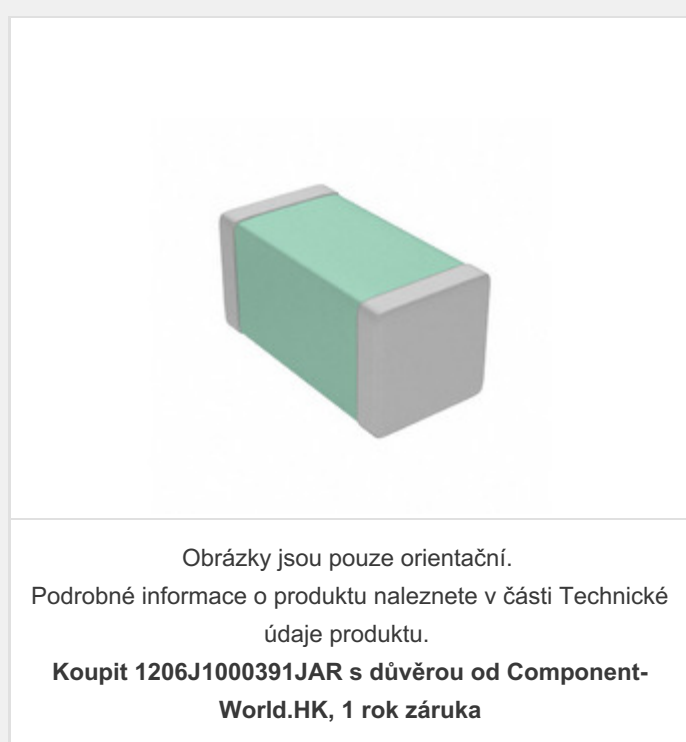 Obrázky jsou pouze orientační.
Podrobné informace o produktu naleznete v části Technické
údaje produktu.
Koupit 1206J1000391JAR s důvěrou od Component-
World.HK, 1 rok záruka